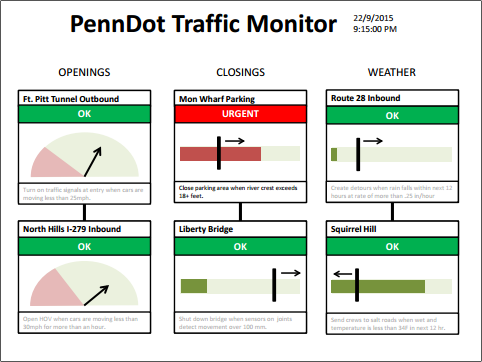 PennDot Traffic Monitor
22/9/2015
9:15:00 PM
OPENINGS
CLOSINGS
WEATHER
Ft. Pitt Tunnel Outbound
OK
Turn on traffic signals at entry when cars are
moving less than 25mph.
Mon Wharf Parking
URGENT
Close parking area when river crest exceeds
18+ feet.
Route 28 Inbound
OK
Create detours when rain falls within next 12
hours at rate of more than .25 in/hour
North Hills I-279 Inbound
OK
Open HOV when cars are moving less than
30mph for more than an hour.
Liberty Bridge
OK
Shut down bridge when sensors on joints
detect movement over 100 mm.
Squirrel Hill
OK
Send crews to salt roads when wet and
temperature is less than 34F in next 12 hr.